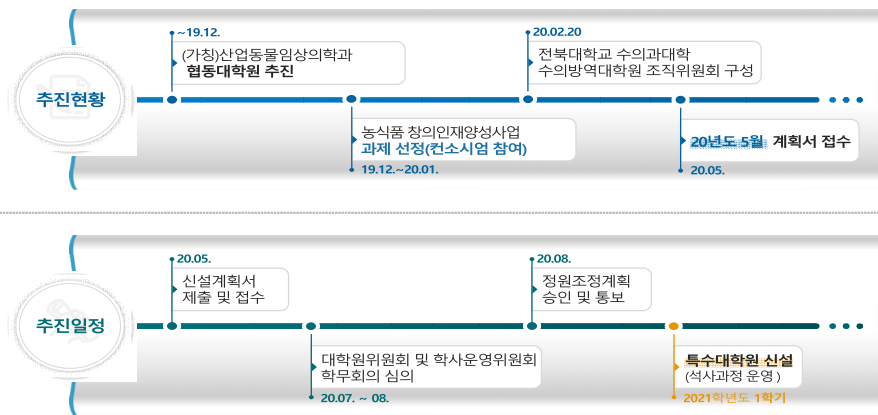 추진현황
~19.12.
(가칭)산업동물임상의학과
협동대학원 추진
농식품 창의인재양성사업
과제 선정(컨소시엄 참여)
19.12.~20.01.
20.02.20
전북대학교 수의과대학
수의방역대학원 조직위원회 구성
20년도 5월 계획서 접수
20.05.
추진일정
20.05.
신설계획서
제출 및 접수
대학원위원회 및 학사운영위원회
학무회의 심의
20.07. ~ 08.
20.08.
정원조정계획
승인 및 통보
특수대학원 신설
(석사과정 운영 )
2021학년도 1학기